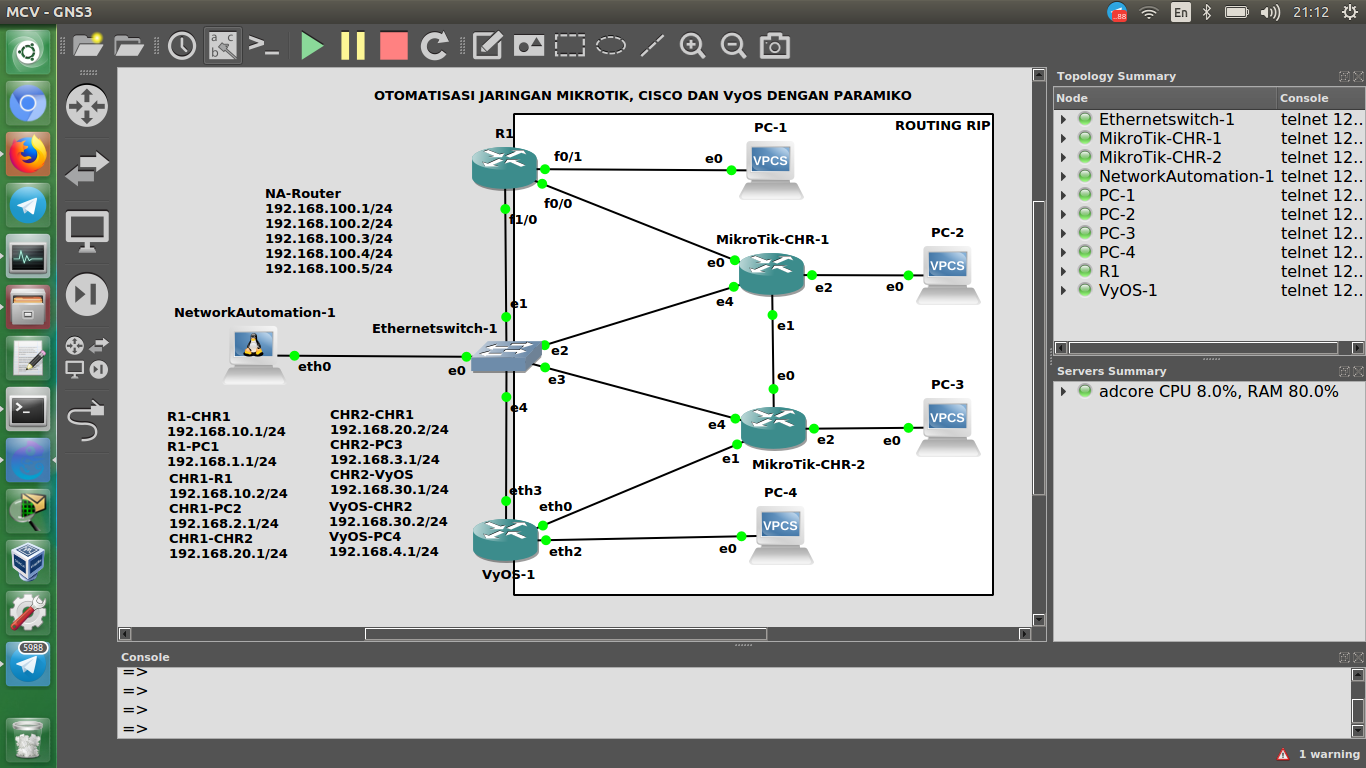 MCV - GNS3
88
En
21:12
a c
b
>_
OTOMATISASI JARINGAN MIKROTIK, CISCO DAN VyOS DENGAN PARAMIKO
ROUTING RIP
R1
f0/1
f0/0
f1/0
e0
PC-1
VPCS
NA-Router
192.168.100.1/24
192.168.100.2/24
192.168.100.3/24
192.168.100.4/24
192.168.100.5/24
MikroTik-CHR-1
e0
e4
e2
e1
PC-2
VPCS
e0
NetworkAutomation-1
eth0
Ethernetswitch-1
e1
e0
e2
e3
e4
R1-CHR1
192.168.10.1/24
R1-PC1
192.168.1.1/24
CHR1-R1
192.168.10.2/24
CHR1-PC2
192.168.2.1/24
CHR1-CHR2
192.168.20.1/24
CHR2-CHR1
192.168.20.2/24
CHR2-PC3
192.168.3.1/24
CHR2-VyOS
192.168.30.1/24
VyOS-CHR2
192.168.30.2/24
VyOS-PC4
192.168.4.1/24
e0
e4
e1
e2
MikroTik-CHR-2
PC-3
VPCS
e0
eth3
eth0
eth2
VyOS-1
PC-4
VPCS
e0
Topology Summary
Node Console
Ethernetswitch-1 telnet 12..
MikroTik-CHR-1 telnet 12..
MikroTik-CHR-2 telnet 12..
NetworkAutomation-1 telnet 12..
PC-1 telnet 12..
PC-2 telnet 12..
PC-3 telnet 12..
PC-4 telnet 12..
R1 telnet 12..
VyOS-1 telnet 12..
Servers Summary
adcore CPU 8.0%, RAM 80.0%
5988
Console
=>
=>
=>
=>
1 warning